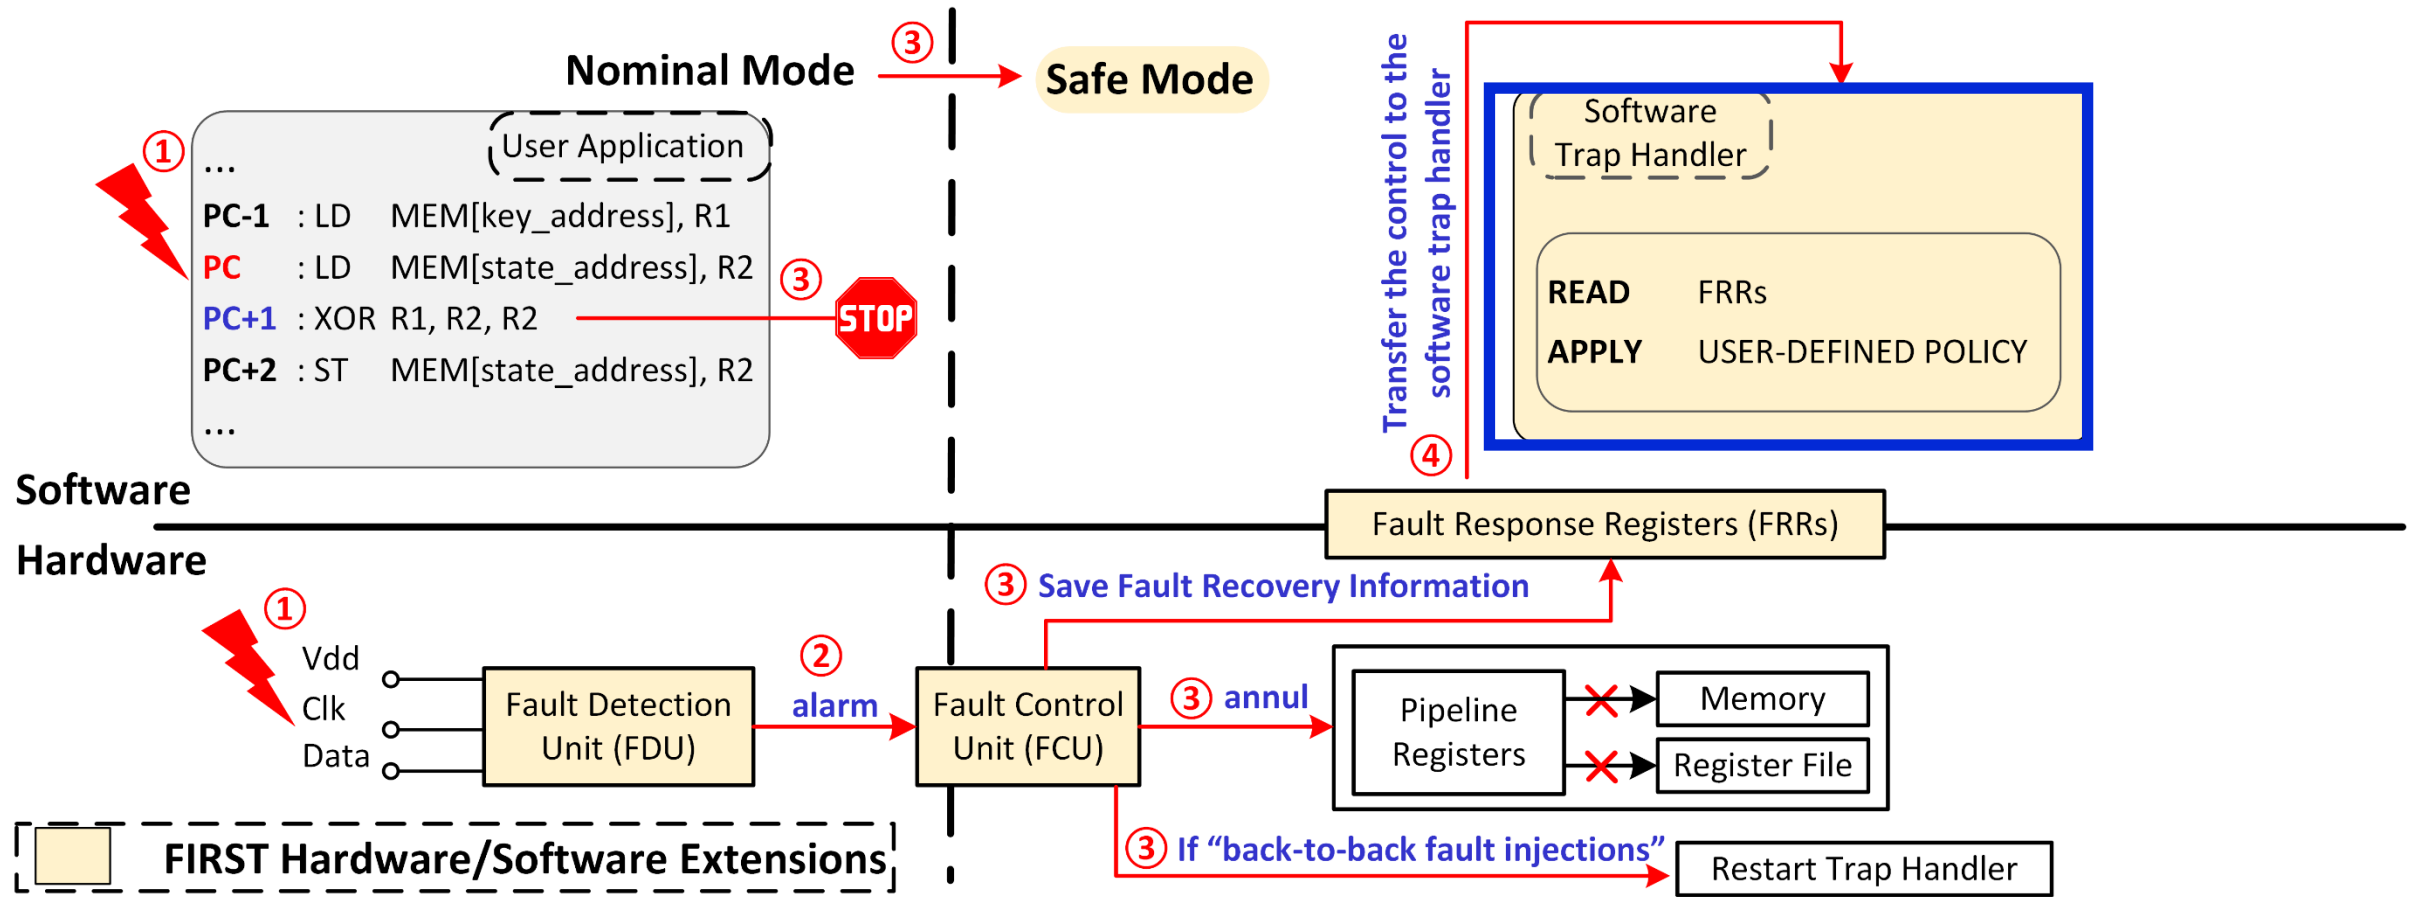 Nominal Mode
③
Safe Mode
①
User Application
...
PC-1 : LD MEM[key_address], R1
PC : LD MEM[state_address], R2
③
PC+1 : XOR R1, R2, R2
STOP
PC+2 : ST MEM[state_address], R2
...
Transfer the control to the
software trap handler
④
Software
Trap Handler
READ FRRs
APPLY USER-DEFINED POLICY
Software
Hardware
Fault Response Registers (FRRs)
③ Save Fault Recovery Information
①
Vdd
Clk
Data
Fault Detection
Unit (FDU)
②
alarm
Fault Control
Unit (FCU)
③ annul
Pipeline
Registers
Memory
Register File
③ If “back-to-back fault injections”
Restart Trap Handler
FIRST Hardware/Software Extensions